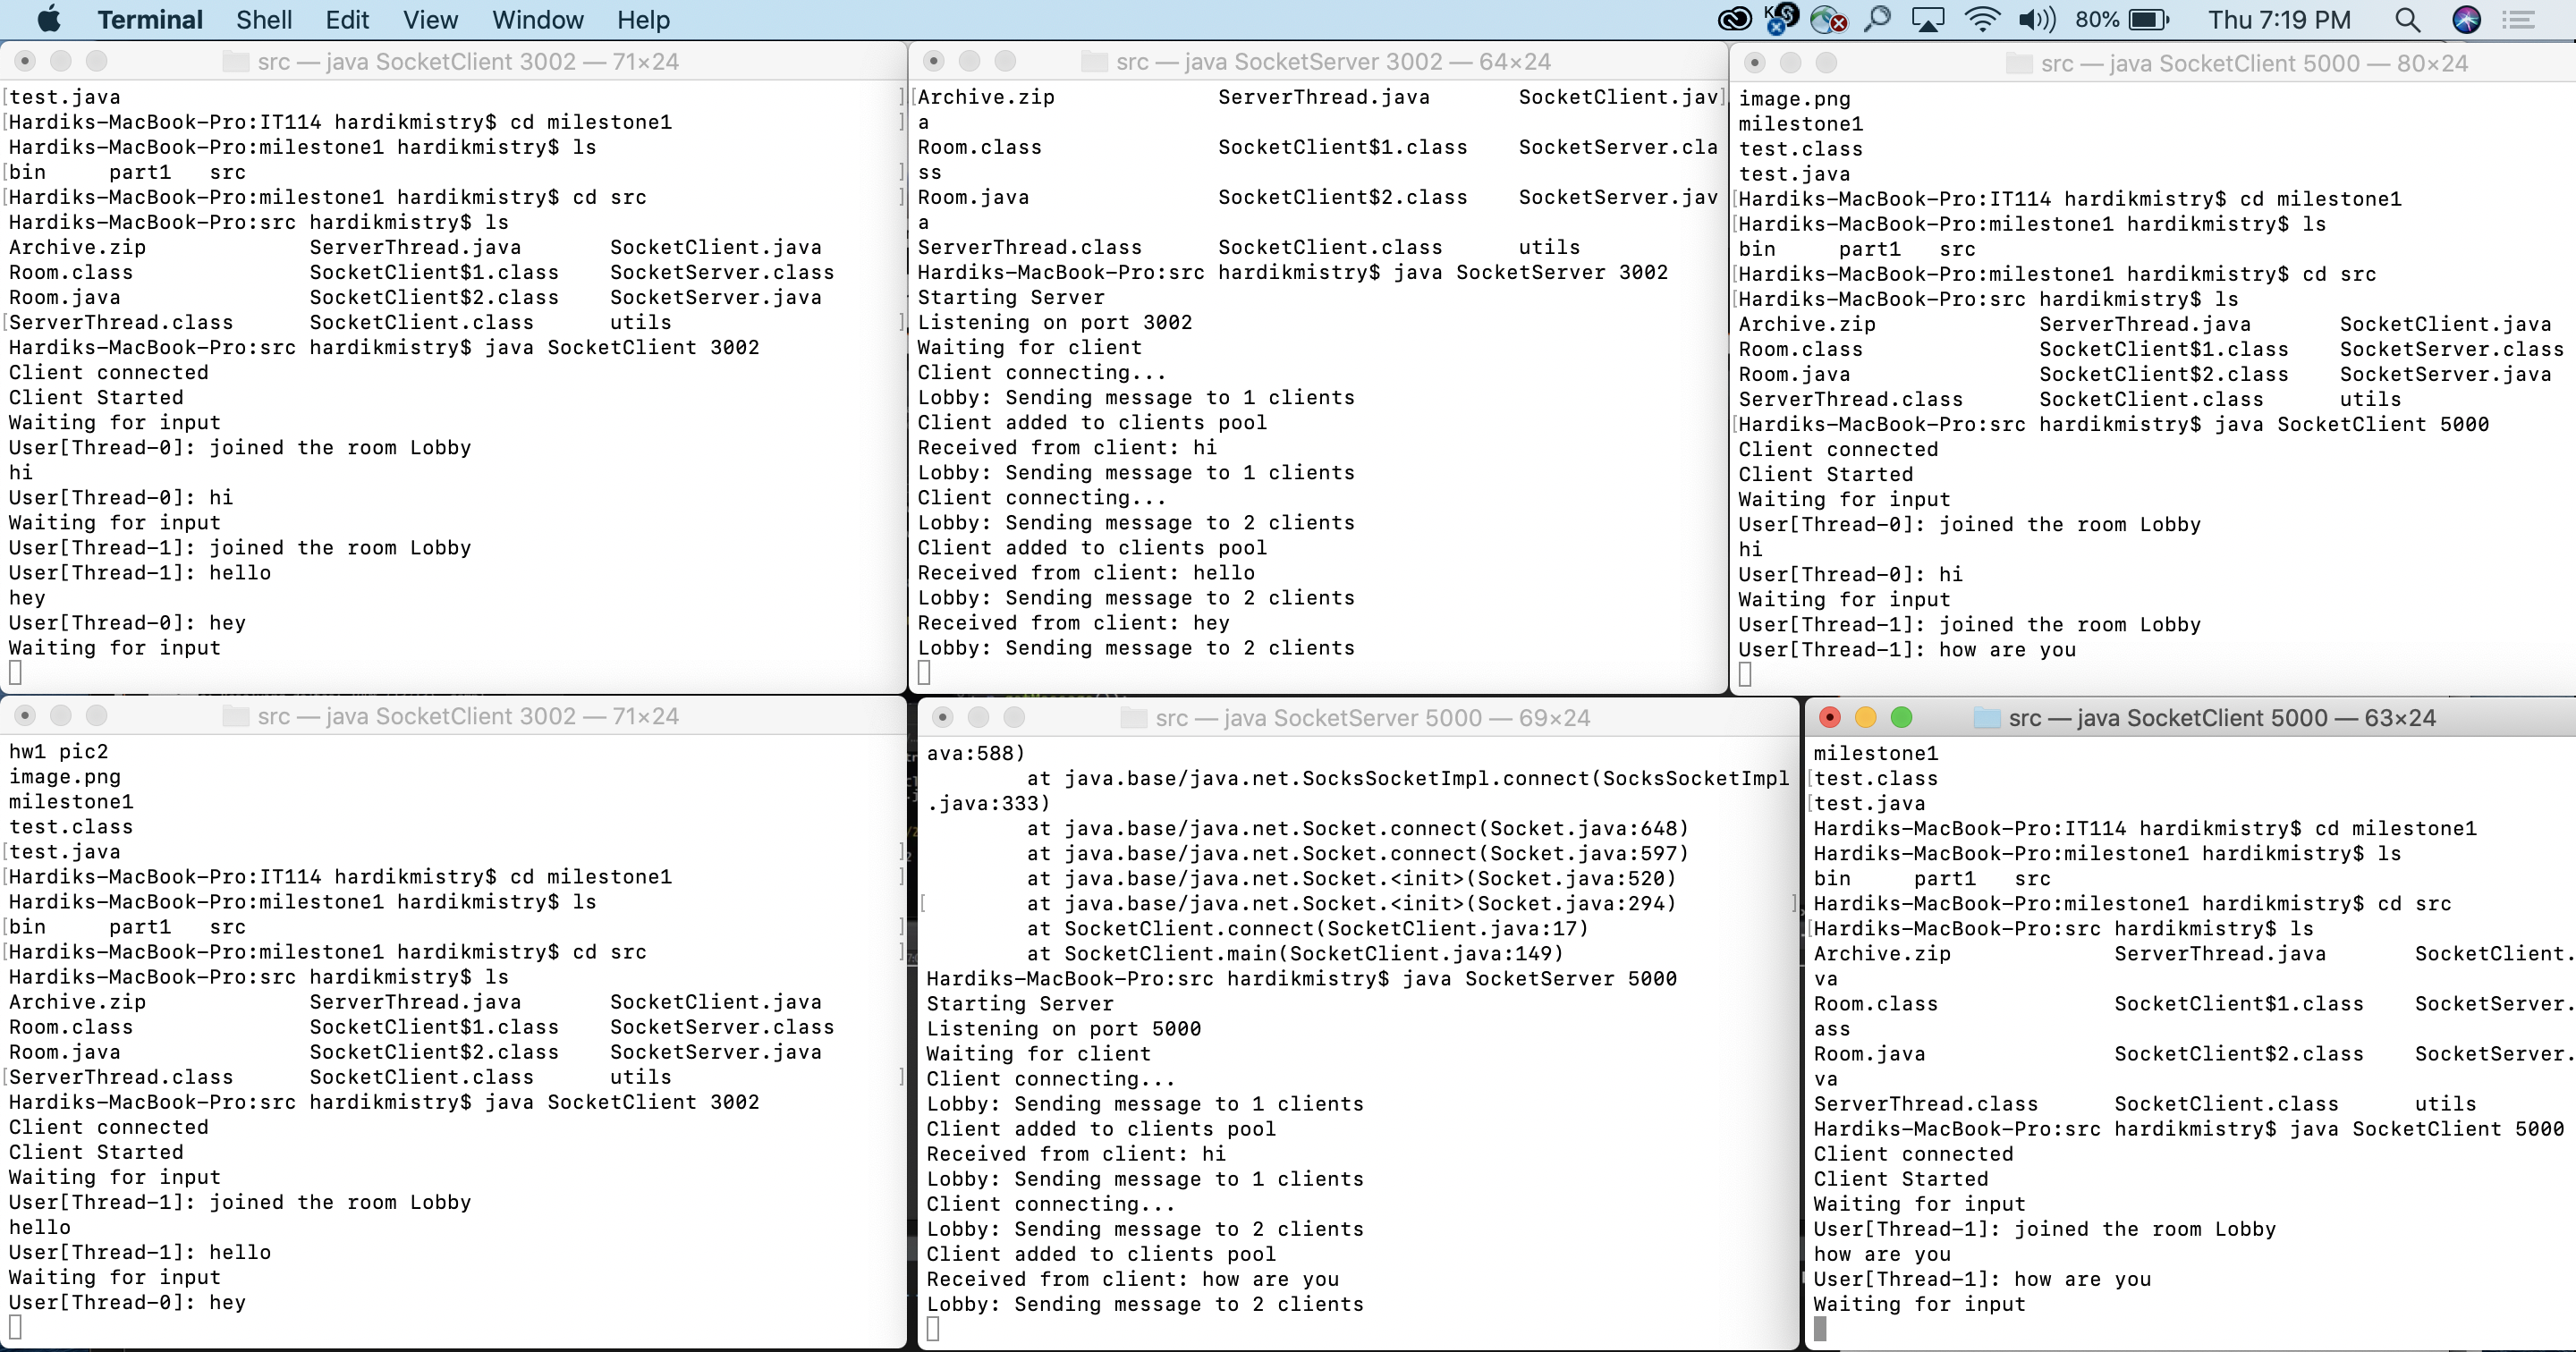 Terminal Shell Edit View Window Help 80% Thu 7:19 PM
src — java SocketClient 3002 — 71×24
[test.java ]
[Hardiks-MacBook-Pro:IT114 hardikmistry$ cd milestone1 ]
Hardiks-MacBook-Pro:milestone1 hardikmistry$ ls
[bin part1 src ]
[Hardiks-MacBook-Pro:milestone1 hardikmistry$ cd src ]
Hardiks-MacBook-Pro:src hardikmistry$ ls
Archive.zip ServerThread.java SocketClient.java
Room.class SocketClient$1.class SocketServer.class
Room.java SocketClient$2.class SocketServer.java
[ServerThread.class SocketClient.class utils ]
Hardiks-MacBook-Pro:src hardikmistry$ java SocketClient 3002
Client connected
Client Started
Waiting for input
User[Thread-0]: joined the room Lobby
hi
User[Thread-0]: hi
Waiting for input
User[Thread-1]: joined the room Lobby
User[Thread-1]: hello
hey
User[Thread-0]: hey
Waiting for input
src — java SocketServer 3002 — 64×24
[Archive.zip ServerThread.java SocketClient.jav]
a
Room.class SocketClient$1.class SocketServer.cla
ss
Room.java SocketClient$2.class SocketServer.jav
a
ServerThread.class SocketClient.class utils
Hardiks-MacBook-Pro:src hardikmistry$ java SocketServer 3002
Starting Server
Listening on port 3002
Waiting for client
Client connecting...
Lobby: Sending message to 1 clients
Client added to clients pool
Received from client: hi
Lobby: Sending message to 1 clients
Client connecting...
Lobby: Sending message to 2 clients
Client added to clients pool
Received from client: hello
Lobby: Sending message to 2 clients
Received from client: hey
Lobby: Sending message to 2 clients
src — java SocketClient 5000 — 80×24
image.png
milestone1
test.class
test.java
[Hardiks-MacBook-Pro:IT114 hardikmistry$ cd milestone1
[Hardiks-MacBook-Pro:milestone1 hardikmistry$ ls
bin part1 src
[Hardiks-MacBook-Pro:milestone1 hardikmistry$ cd src
[Hardiks-MacBook-Pro:src hardikmistry$ ls
Archive.zip ServerThread.java SocketClient.java
Room.class SocketClient$1.class SocketServer.class
Room.java SocketClient$2.class SocketServer.java
ServerThread.class SocketClient.class utils
[Hardiks-MacBook-Pro:src hardikmistry$ java SocketClient 5000
Client connected
Client Started
Waiting for input
User[Thread-0]: joined the room Lobby
hi
User[Thread-0]: hi
Waiting for input
User[Thread-1]: joined the room Lobby
User[Thread-1]: how are you
src — java SocketClient 3002 — 71×24
hw1 pic2
image.png
milestone1
test.class
[test.java ]
[Hardiks-MacBook-Pro:IT114 hardikmistry$ cd milestone1 ]
Hardiks-MacBook-Pro:milestone1 hardikmistry$ ls
[bin part1 src ]
[Hardiks-MacBook-Pro:milestone1 hardikmistry$ cd src ]
Hardiks-MacBook-Pro:src hardikmistry$ ls
Archive.zip ServerThread.java SocketClient.java
Room.class SocketClient$1.class SocketServer.class
Room.java SocketClient$2.class SocketServer.java
[ServerThread.class SocketClient.class utils ]
Hardiks-MacBook-Pro:src hardikmistry$ java SocketClient 3002
Client connected
Client Started
Waiting for input
User[Thread-1]: joined the room Lobby
hello
User[Thread-1]: hello
Waiting for input
User[Thread-0]: hey
src — java SocketServer 5000 — 69×24
ava:588)
at java.base/java.net.SocksSocketImpl.connect(SocksSocketImpl
.java:333)
at java.base/java.net.Socket.connect(Socket.java:648)
at java.base/java.net.Socket.connect(Socket.java:597)
at java.base/java.net.Socket.<init>(Socket.java:520)
[ at java.base/java.net.Socket.<init>(Socket.java:294) ]
at SocketClient.connect(SocketClient.java:17)
at SocketClient.main(SocketClient.java:149)
Hardiks-MacBook-Pro:src hardikmistry$ java SocketServer 5000
Starting Server
Listening on port 5000
Waiting for client
Client connecting...
Lobby: Sending message to 1 clients
Client added to clients pool
Received from client: hi
Lobby: Sending message to 1 clients
Client connecting...
Lobby: Sending message to 2 clients
Client added to clients pool
Received from client: how are you
Lobby: Sending message to 2 clients
src — java SocketClient 5000 — 63×24
milestone1
[test.class
[test.java
Hardiks-MacBook-Pro:IT114 hardikmistry$ cd milestone1
Hardiks-MacBook-Pro:milestone1 hardikmistry$ ls
bin part1 src
Hardiks-MacBook-Pro:milestone1 hardikmistry$ cd src
[Hardiks-MacBook-Pro:src hardikmistry$ ls
Archive.zip ServerThread.java SocketClient.
va
Room.class SocketClient$1.class SocketServer.
ass
Room.java SocketClient$2.class SocketServer.
va
ServerThread.class SocketClient.class utils
Hardiks-MacBook-Pro:src hardikmistry$ java SocketClient 5000
Client connected
Client Started
Waiting for input
User[Thread-1]: joined the room Lobby
how are you
User[Thread-1]: how are you
Waiting for input